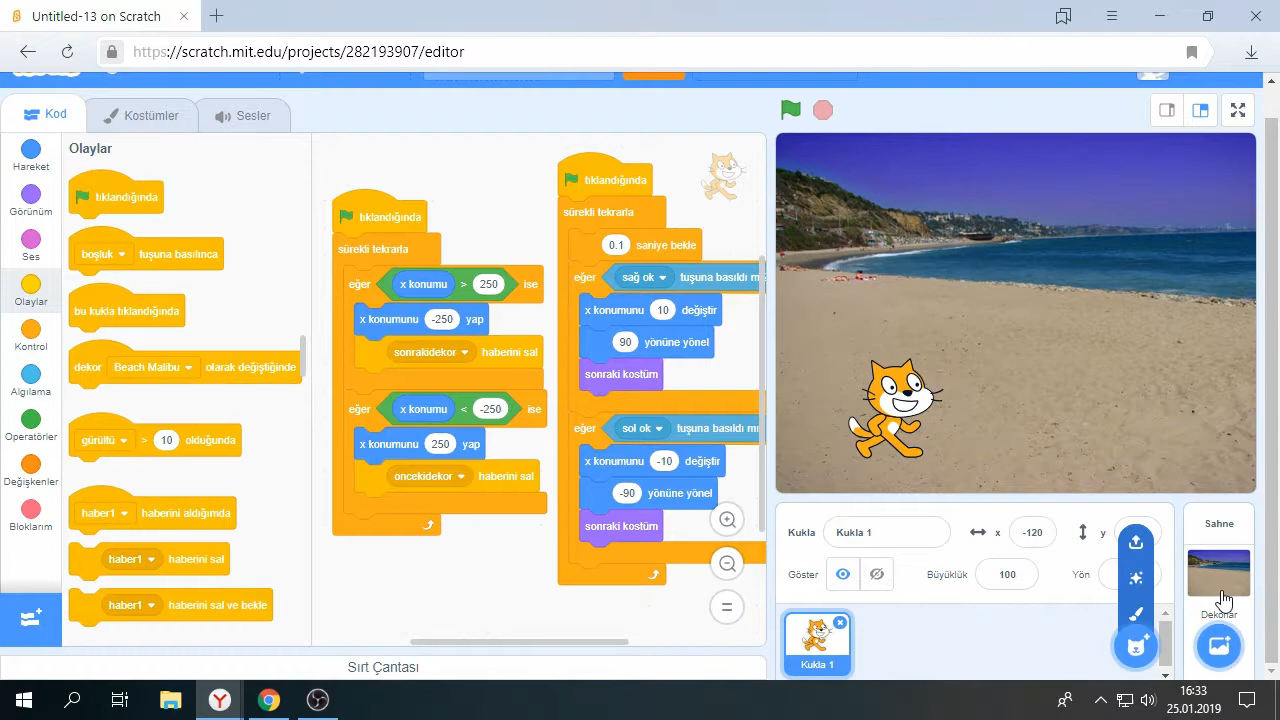 Untitled-13 on Scratch
https://scratch.mit.edu/projects/282193907/editor
Kod
Kostümler
Sesler
Hareket
Görünüm
Ses
Olaylar
Kontrol
Algılama
Operatörler
Değişkenler
Bloklarım
Olaylar
tıklandığında
boşluk tuşuna basılınca
bu kukla tıklandığında
dekor Beach Malibu olarak değiştiğinde
gürültü > 10 olduğunda
haber1 haberini aldığımda
haber1 haberini sal
haber1 haberini sal ve bekle
tıklandığında
sürekli tekrarla
eğer x konumu > 250 ise
x konumunu -250 yap
sonrakidekor haberini sal
eğer x konumu < -250 ise
x konumunu 250 yap
oncekidekor haberini sal
tıklandığında
sürekli tekrarla
0.1 saniye bekle
eğer sağ ok tuşuna basıldı m
x konumunu 10 değiştir
90 yönüne yönel
sonraki kostüm
eğer sol ok tuşuna basıldı m
x konumunu -10 değiştir
-90 yönüne yönel
sonraki kostüm
Sırt Çantası
Kukla Kukla 1 x -120 y
Göster Büyüklük 100 Yön
Kukla 1
Sahne
Dekorlar
16:33
25.01.2019